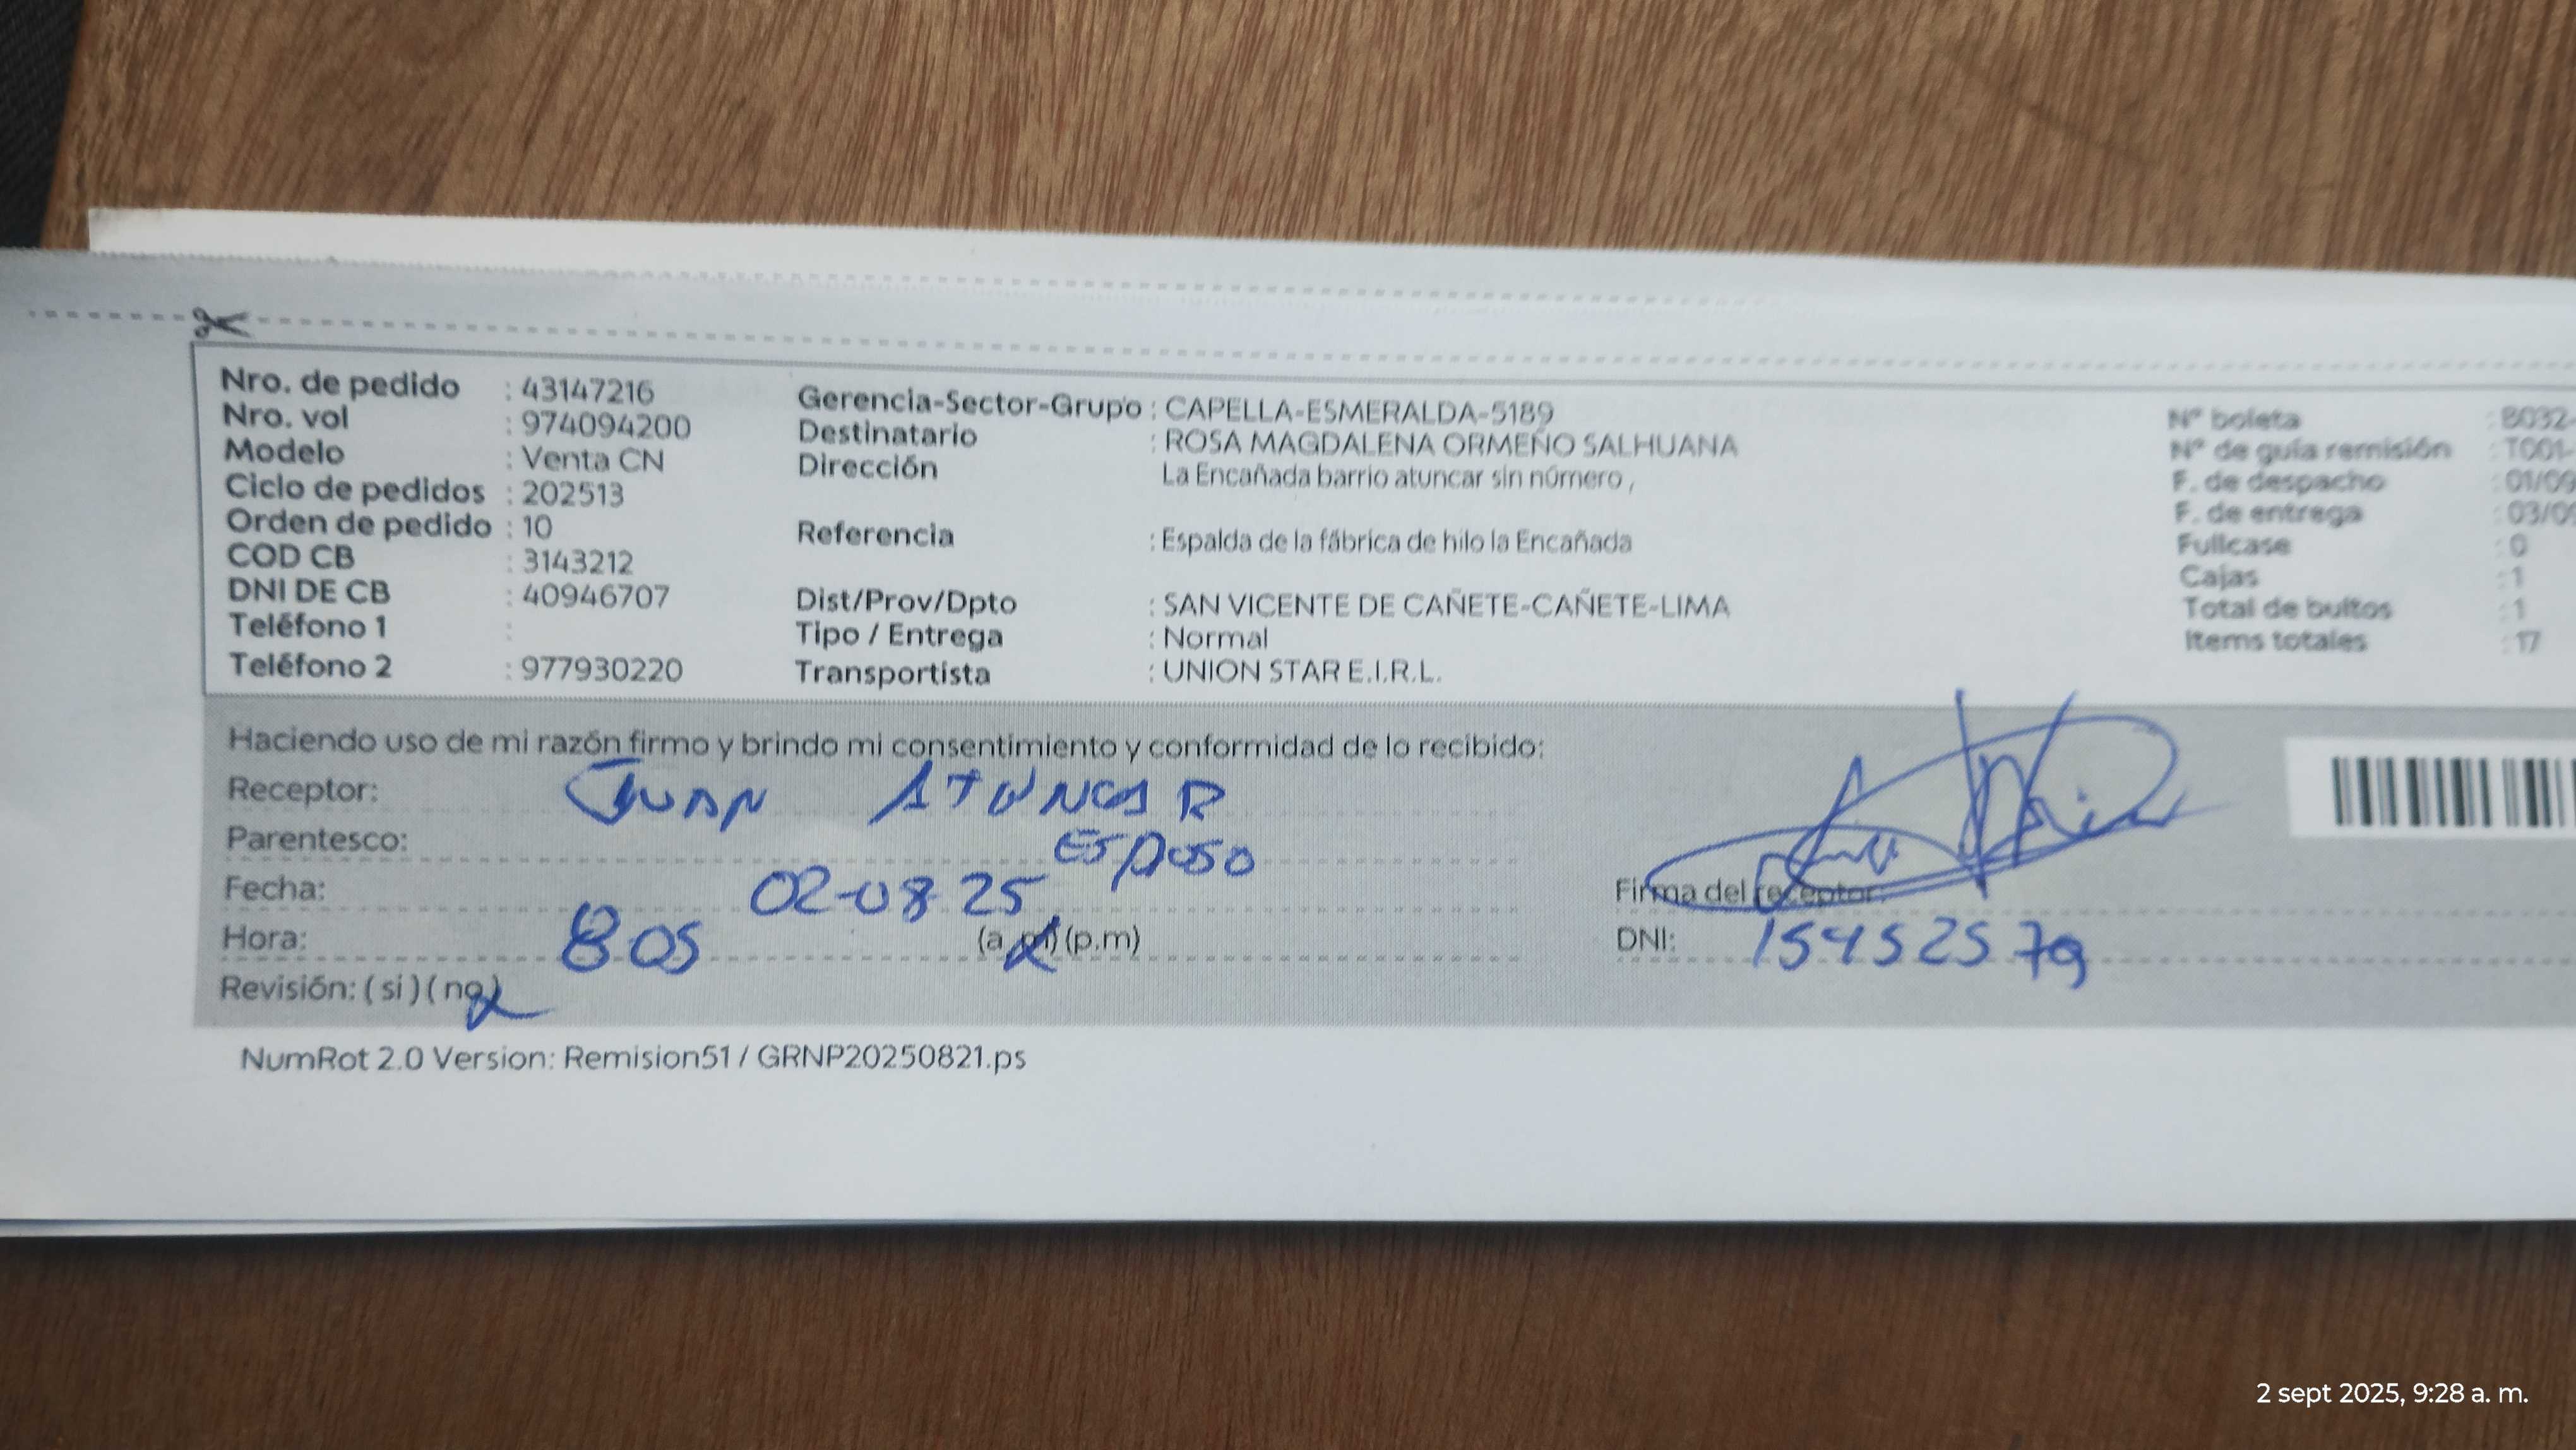 Nro. de pedido : 43147216
Nro. vol : 974094200
Modelo : Venta CN
Ciclo de pedidos : 202513
Orden de pedido : 10
COD CB : 3143212
DNI DE CB : 40946707
Teléfono 1 :
Teléfono 2 : 977930220
Gerencia-Sector-Grupo : CAPELLA-ESMERALDA-5189
Destinatario : ROSA MAGDALENA ORMEÑO SALHUANA
Dirección La Encañada barrio atuncar sin número ,
Referencia : Espalda de la fábrica de hilo la Encañada
Dist/Prov/Dpto : SAN VICENTE DE CAÑETE-CAÑETE-LIMA
Tipo / Entrega : Normal
Transportista : UNION STAR E.I.R.L.
N° boleta : B032-
N° de guía remisión : T001-
F. de despacho : 01/09
F. de entrega : 03/09
Fullcase : 0
Cajas : 1
Total de bultos : 1
Items totales : 17
Haciendo uso de mi razón firmo y brindo mi consentimiento y conformidad de lo recibido:
Receptor: JUAN ATUNCAR
Parentesco: ESPOSO
Fecha: 02-08 25
Hora: 8 05 (a.m) (p.m)
Revisión: ( si ) ( no )
Firma del receptor:
DNI: 15452579
NumRot 2.0 Version: Remision51 / GRNP20250821.ps
2 sept 2025, 9:28 a. m.